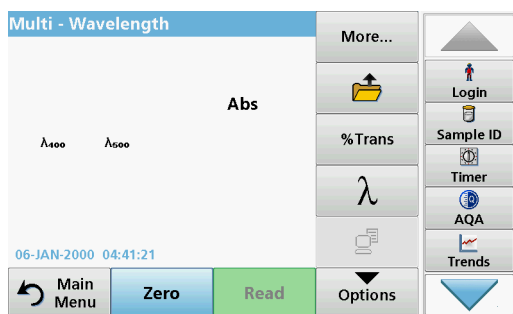 Multi - Wavelength
More...
Abs
%Trans
λ₄₀₀ λ₅₀₀
λ
06-JAN-2000 04:41:21
Main Menu
Zero
Read
Options
Login
Sample ID
Timer
AQA
Trends